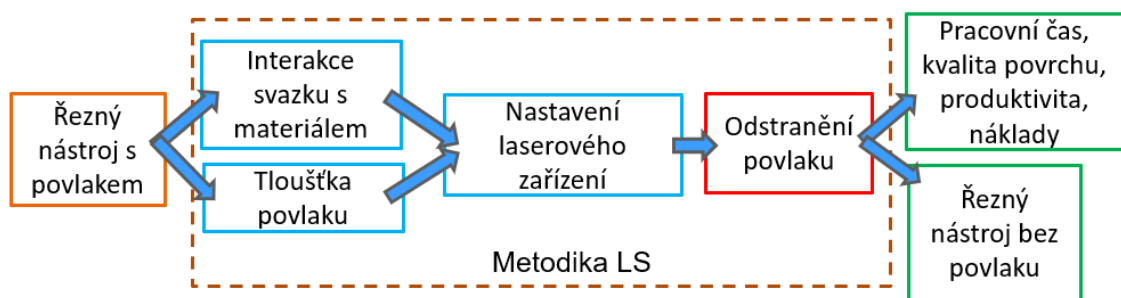 Řezný
nástroj s
povlakem
Interakce
svazku s
materiálem
Tloušťka
povlaku
Nastavení
laserového
zařízení
Odstranění
povlaku
Pracovní čas,
kvalita povrchu,
produktivita,
náklady
Řezný
nástroj bez
povlaku
Metodika LS